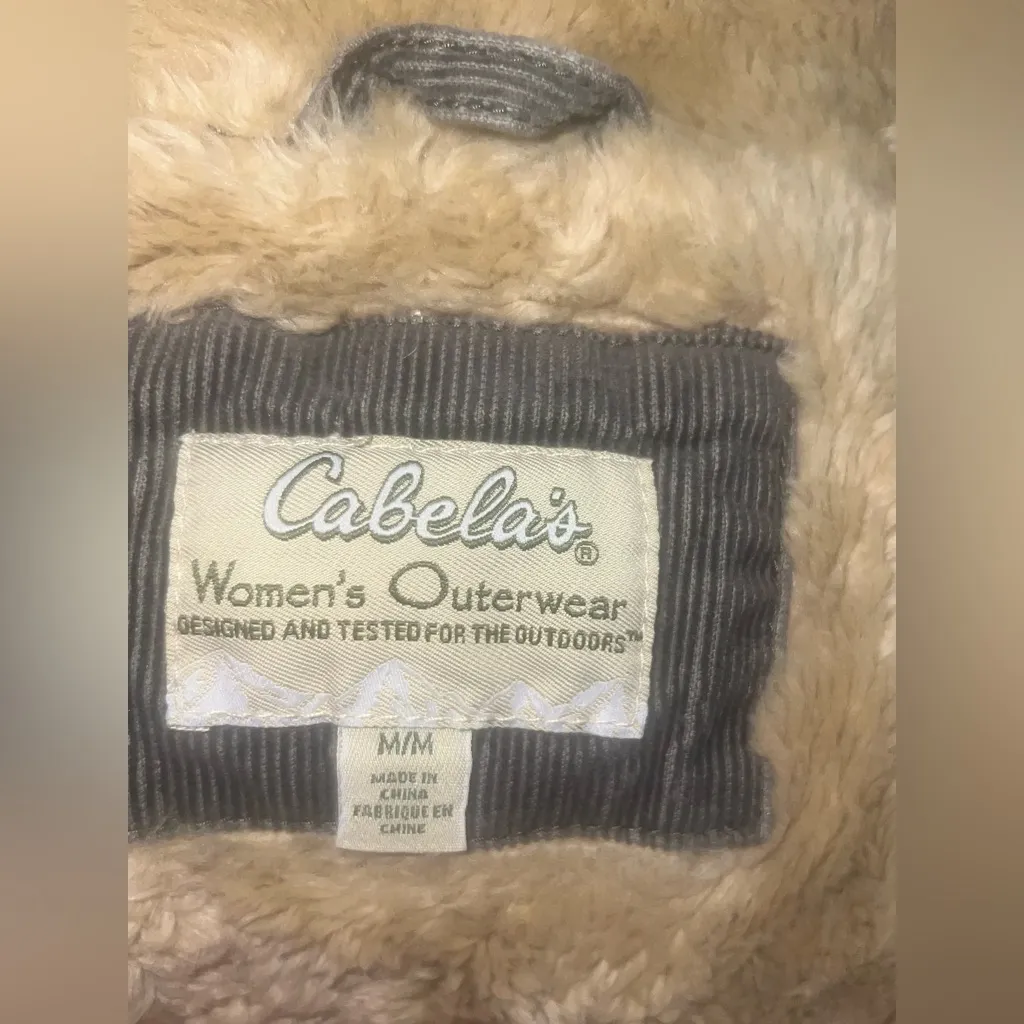 Cabela's®
Women's Outerwear
DESIGNED AND TESTED FOR THE OUTDOORS™
M/M
MADE IN
CHINA
FABRIQUE EN
CHINE